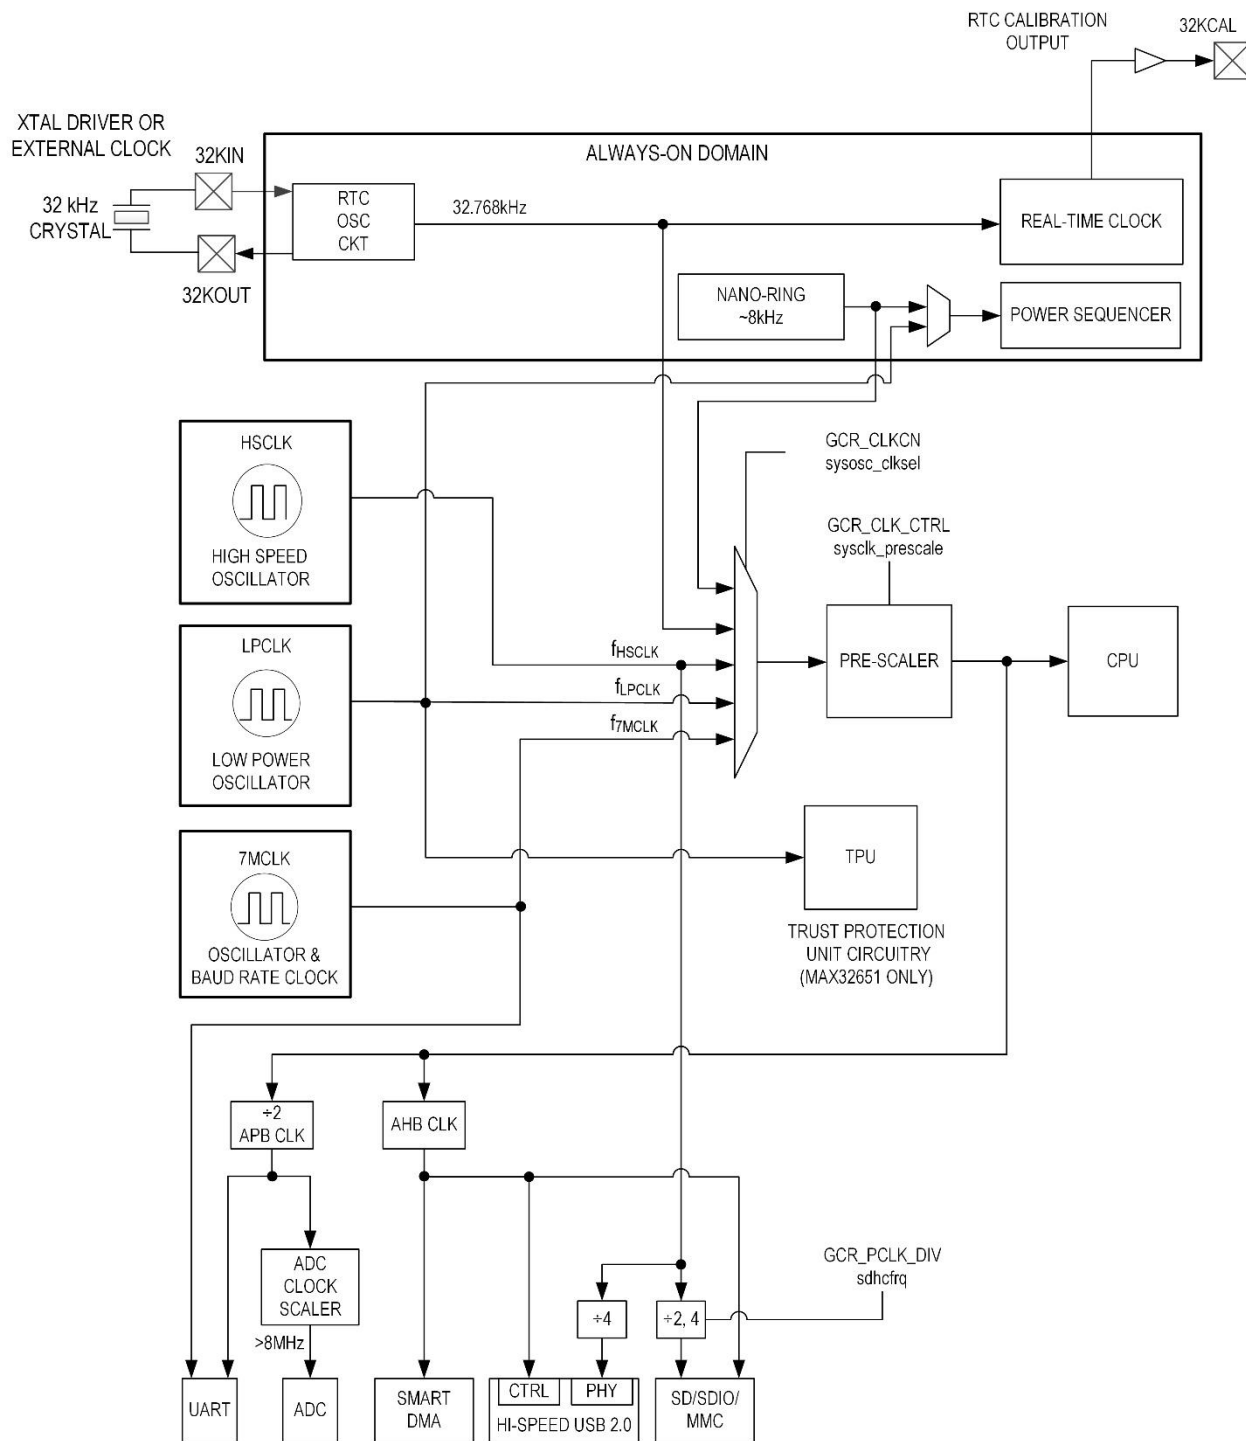 RTC CALIBRATION
OUTPUT
32KCAL
XTAL DRIVER OR
EXTERNAL CLOCK
32KIN
ALWAYS-ON DOMAIN
32 kHz
CRYSTAL
RTC
OSC
CKT
32.768kHz
REAL-TIME CLOCK
32KOUT
NANO-RING
~8kHz
POWER SEQUENCER
HSCLK
HIGH SPEED
OSCILLATOR
GCR_CLKCN
sysosc_clksel
GCR_CLK_CTRL
sysclk_prescale
LPCLK
LOW POWER
OSCILLATOR
fHSCLK
fLPCLK
f7MCLK
PRE-SCALER
CPU
7MCLK
OSCILLATOR &
BAUD RATE CLOCK
TPU
TRUST PROTECTION
UNIT CIRCUITRY
(MAX32651 ONLY)
÷2
APB CLK
AHB CLK
ADC
CLOCK
SCALER
>8MHz
GCR_PCLK_DIV
sdhcfrq
÷4
÷2, 4
UART
ADC
SMART
DMA
CTRL
PHY
HI-SPEED USB 2.0
SD/SDIO/
MMC